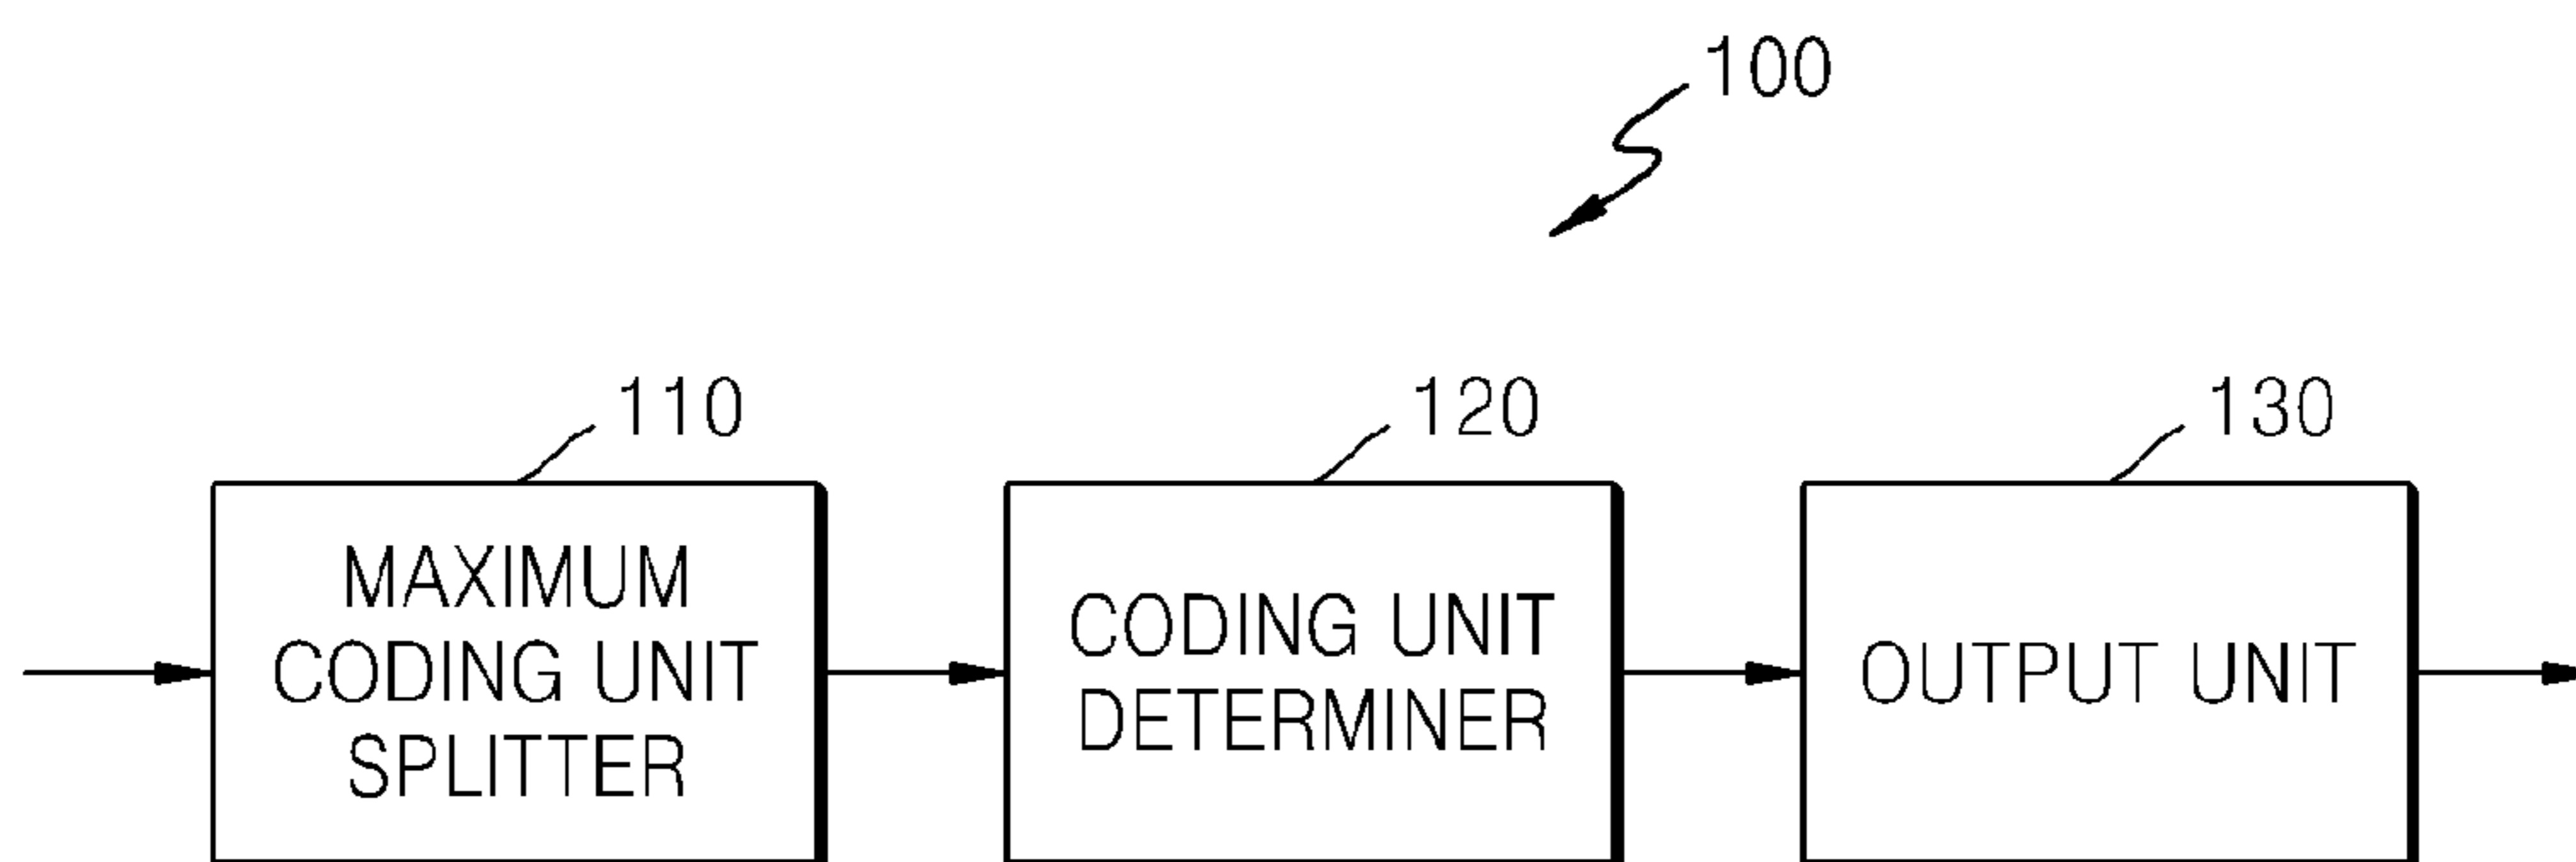 100
110
120
130
MAXIMUM
CODING UNIT
SPLITTER
CODING UNIT
DETERMINER
OUTPUT UNIT